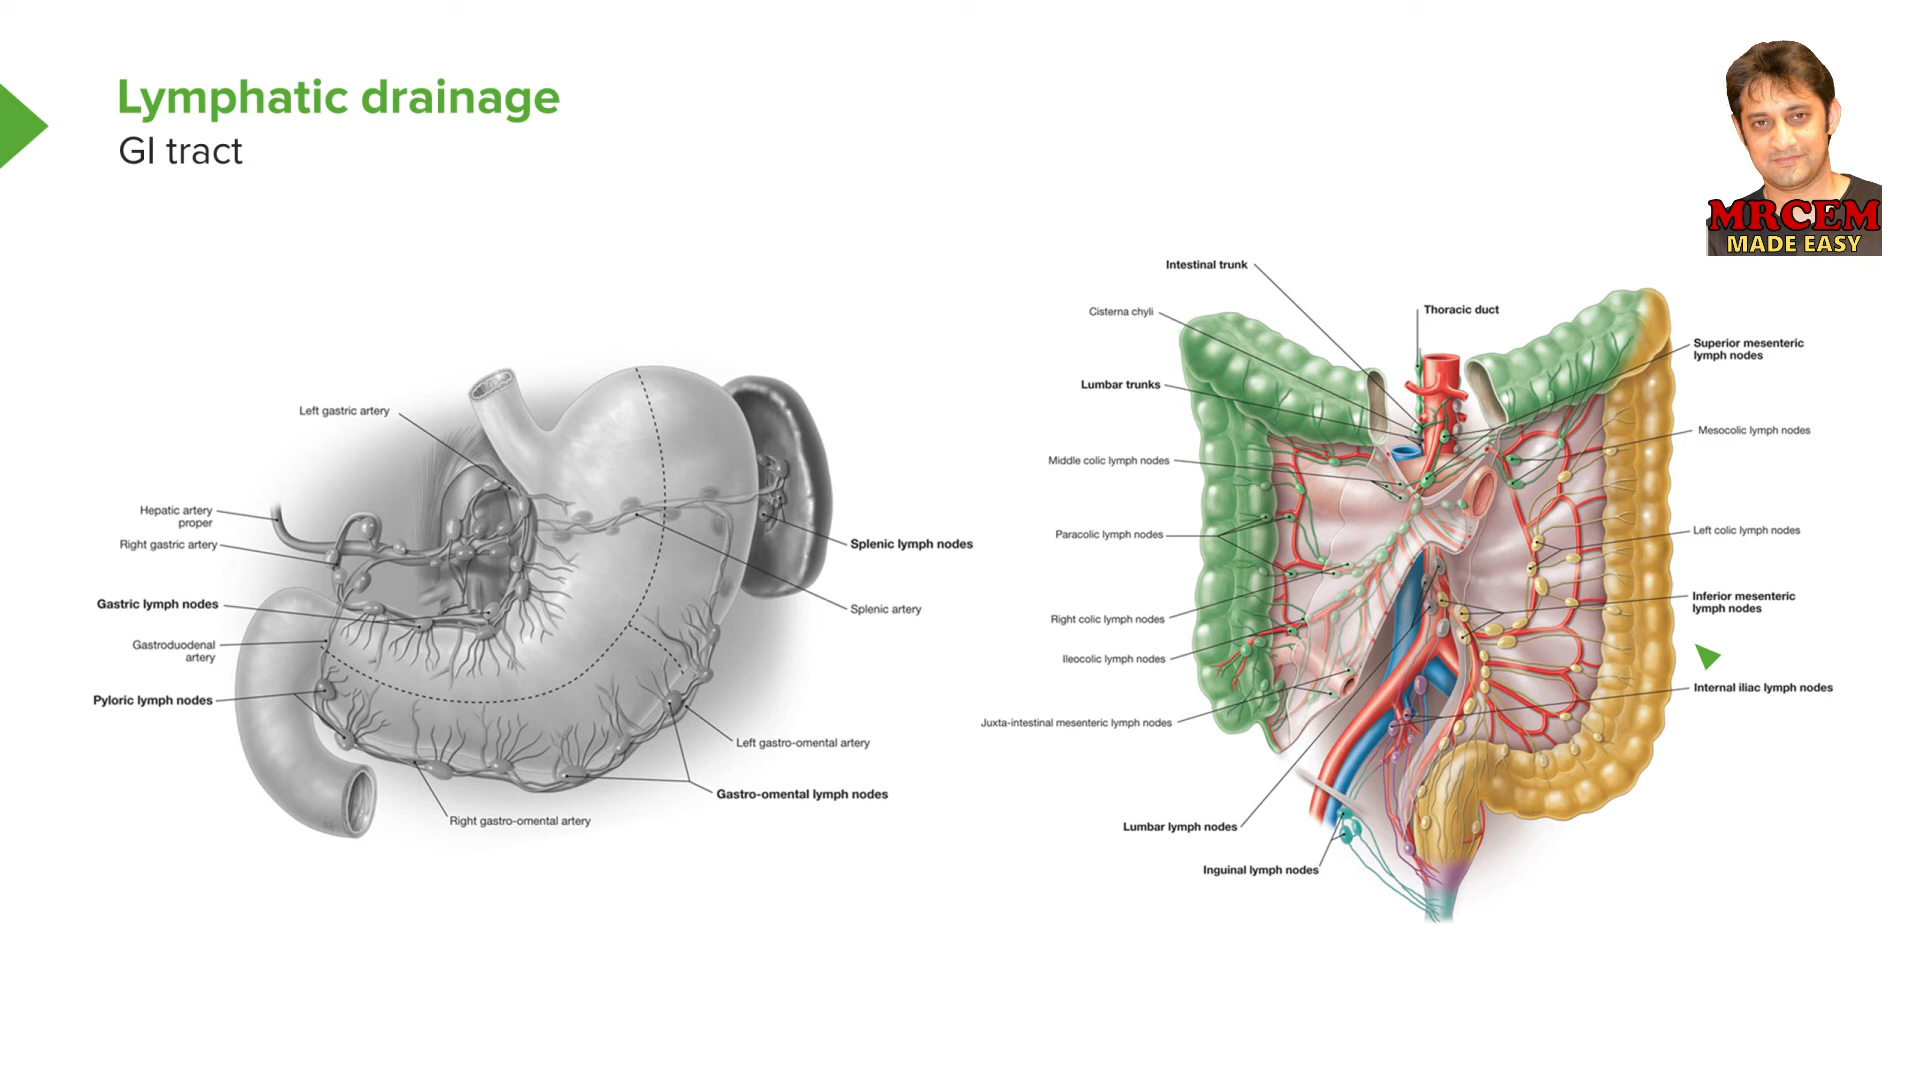 Lymphatic drainage
GI tract
MRCEM
MADE EASY
Left gastric artery
Hepatic artery
proper
Right gastric artery
Gastric lymph nodes
Gastroduodenal
artery
Pyloric lymph nodes
Splenic lymph nodes
Splenic artery
Left gastro-omental artery
Gastro-omental lymph nodes
Right gastro-omental artery
Intestinal trunk
Cisterna chyli
Lumbar trunks
Middle colic lymph nodes
Paracolic lymph nodes
Right colic lymph nodes
Ileocolic lymph nodes
Juxta-intestinal mesenteric lymph nodes
Lumbar lymph nodes
Inguinal lymph nodes
Thoracic duct
Superior mesenteric
lymph nodes
Mesocolic lymph nodes
Left colic lymph nodes
Inferior mesenteric
lymph nodes
Internal iliac lymph nodes